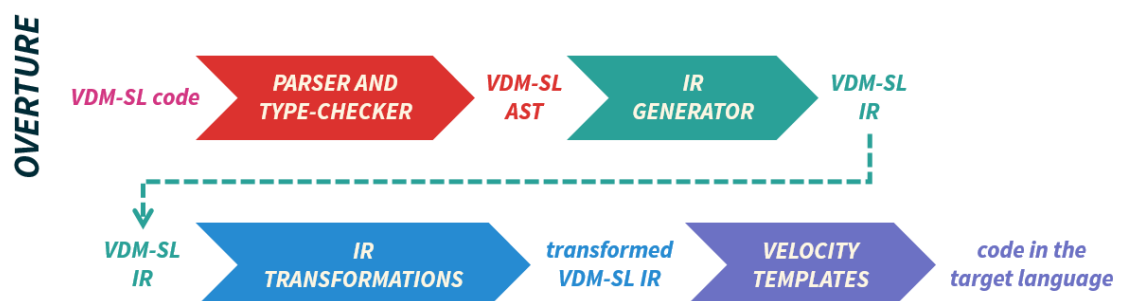 OVERTURE
VDM-SL code
PARSER AND
TYPE-CHECKER
VDM-SL
AST
IR
GENERATOR
VDM-SL
IR
VDM-SL
IR
IR
TRANSFORMATIONS
transformed
VDM-SL IR
VELOCITY
TEMPLATES
code in the
target language